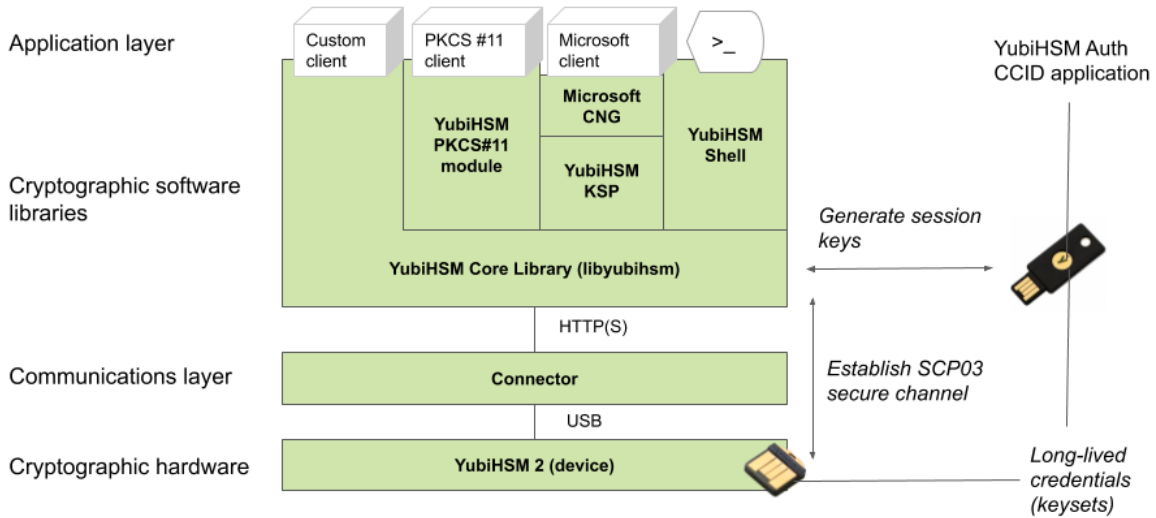 Application layer
Custom
client
PKCS #11
client
Microsoft
client
>_
YubiHSM Auth
CCID application
Cryptographic software
libraries
YubiHSM
PKCS#11
module
Microsoft
CNG
YubiHSM
KSP
YubiHSM
Shell
YubiHSM Core Library (libyubihsm)
Generate session
keys
HTTP(S)
Communications layer
Connector
Establish SCP03
secure channel
USB
Cryptographic hardware
YubiHSM 2 (device)
Long-lived
credentials
(keysets)